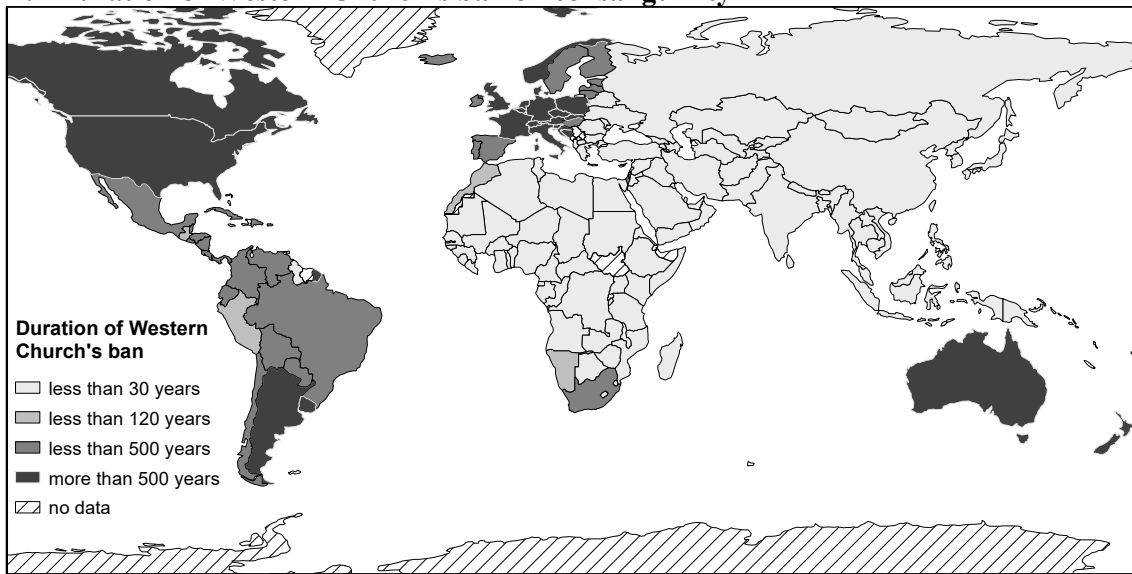 Duration of Western
Church's ban
less than 30 years
less than 120 years
less than 500 years
more than 500 years
no data